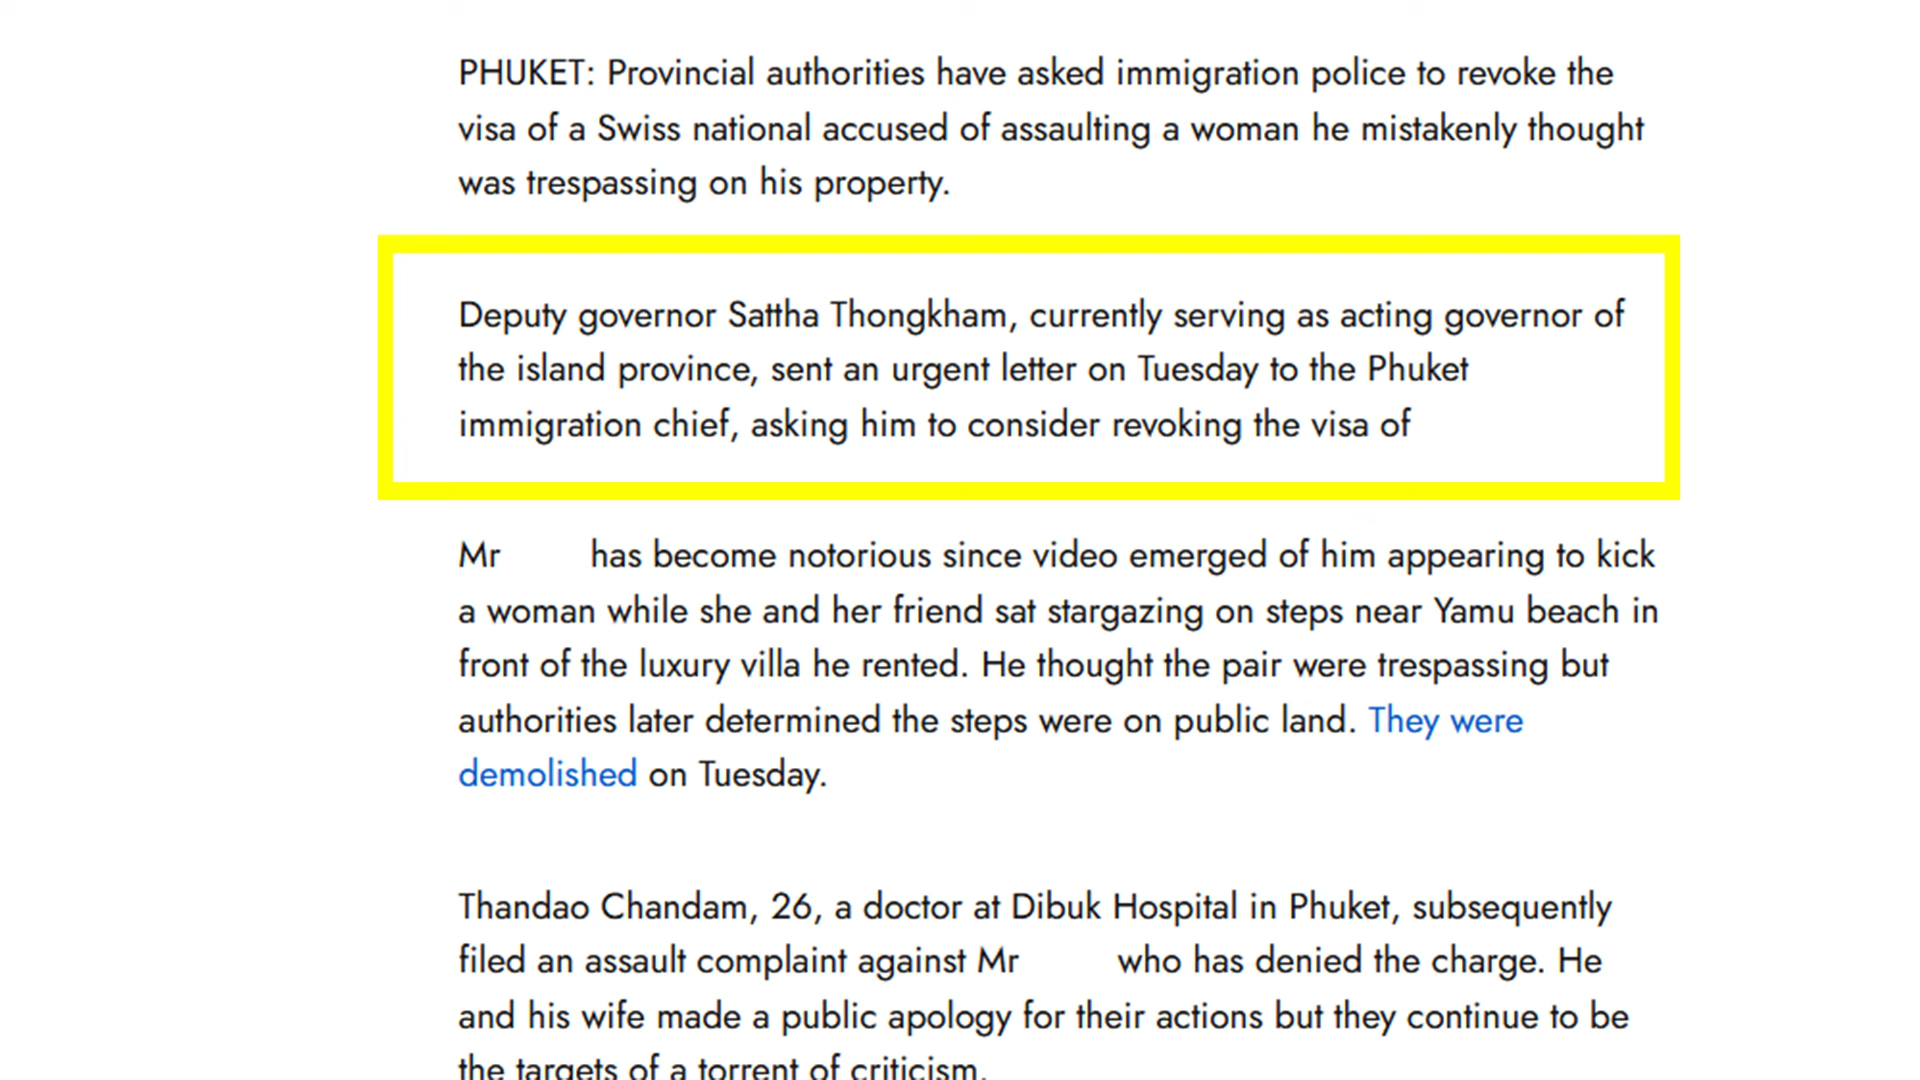 PHUKET: Provincial authorities have asked immigration police to revoke the
visa of a Swiss national accused of assaulting a woman he mistakenly thought
was trespassing on his property.
Deputy governor Sattha Thongkham, currently serving as acting governor of
the island province, sent an urgent letter on Tuesday to the Phuket
immigration chief, asking him to consider revoking the visa of
Mr has become notorious since video emerged of him appearing to kick
a woman while she and her friend sat stargazing on steps near Yamu beach in
front of the luxury villa he rented. He thought the pair were trespassing but
authorities later determined the steps were on public land. They were
demolished on Tuesday.
Thandao Chandam, 26, a doctor at Dibuk Hospital in Phuket, subsequently
filed an assault complaint against Mr who has denied the charge. He
and his wife made a public apology for their actions but they continue to be
the targets of a torrent of criticism.